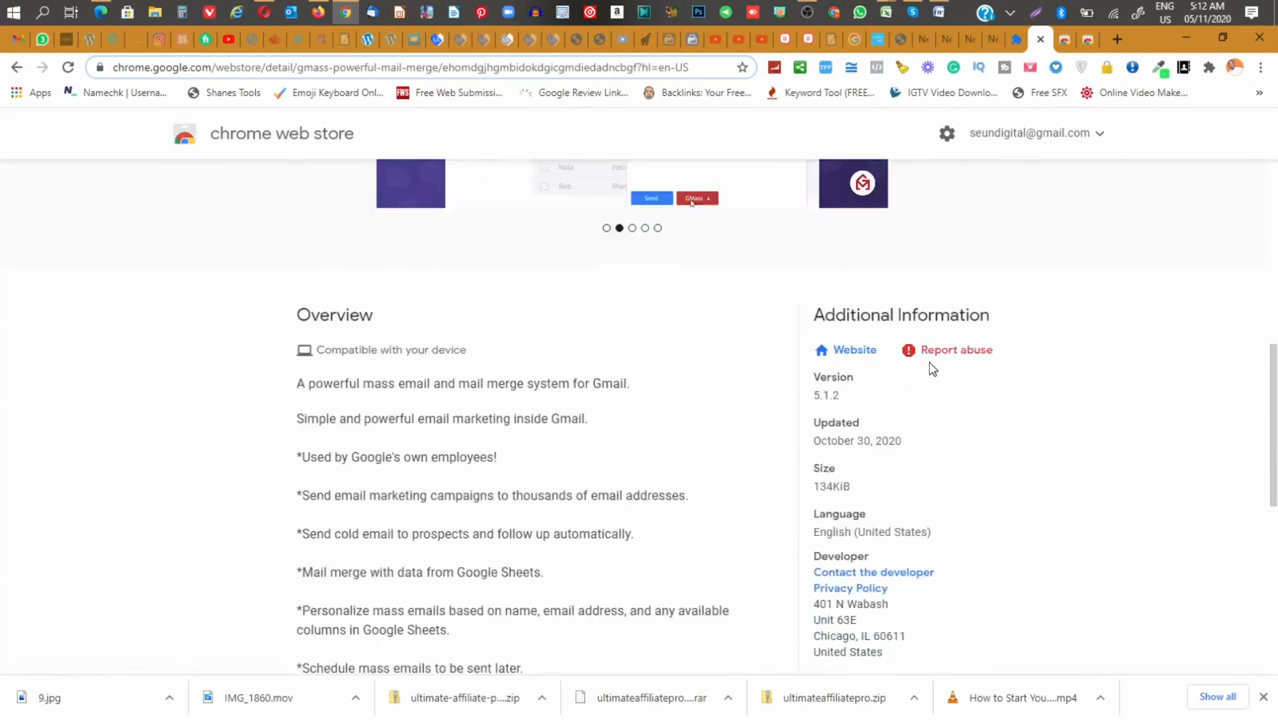 ENG
US
5:12 AM
05/11/2020
chrome.google.com/webstore/detail/gmass-powerful-mail-merge/ehomdgjhgmbidokdgicgmdiedadncbgf?hl=en-US
Apps
Namechk | Userna...
Shanes Tools
Emoji Keyboard Onl...
Free Web Submissi...
Google Review Link...
Backlinks: Your Free...
Keyword Tool (FREE...
IGTV Video Downlo...
Free SFX
Online Video Make...
chrome web store
seundigital@gmail.com
Send
GMass
Overview
Compatible with your device
A powerful mass email and mail merge system for Gmail.
Simple and powerful email marketing inside Gmail.
*Used by Google's own employees!
*Send email marketing campaigns to thousands of email addresses.
*Send cold email to prospects and follow up automatically.
*Mail merge with data from Google Sheets.
*Personalize mass emails based on name, email address, and any available
columns in Google Sheets.
*Schedule mass emails to be sent later.
Additional Information
Website
Report abuse
Version
5.1.2
Updated
October 30, 2020
Size
134KiB
Language
English (United States)
Developer
Contact the developer
Privacy Policy
401 N Wabash
Unit 63E
Chicago, IL 60611
United States
9.jpg
IMG_1860.mov
ultimate-affiliate-p....zip
ultimateaffiliatepro....rar
ultimateaffiliatepro.zip
How to Start You....mp4
Show all